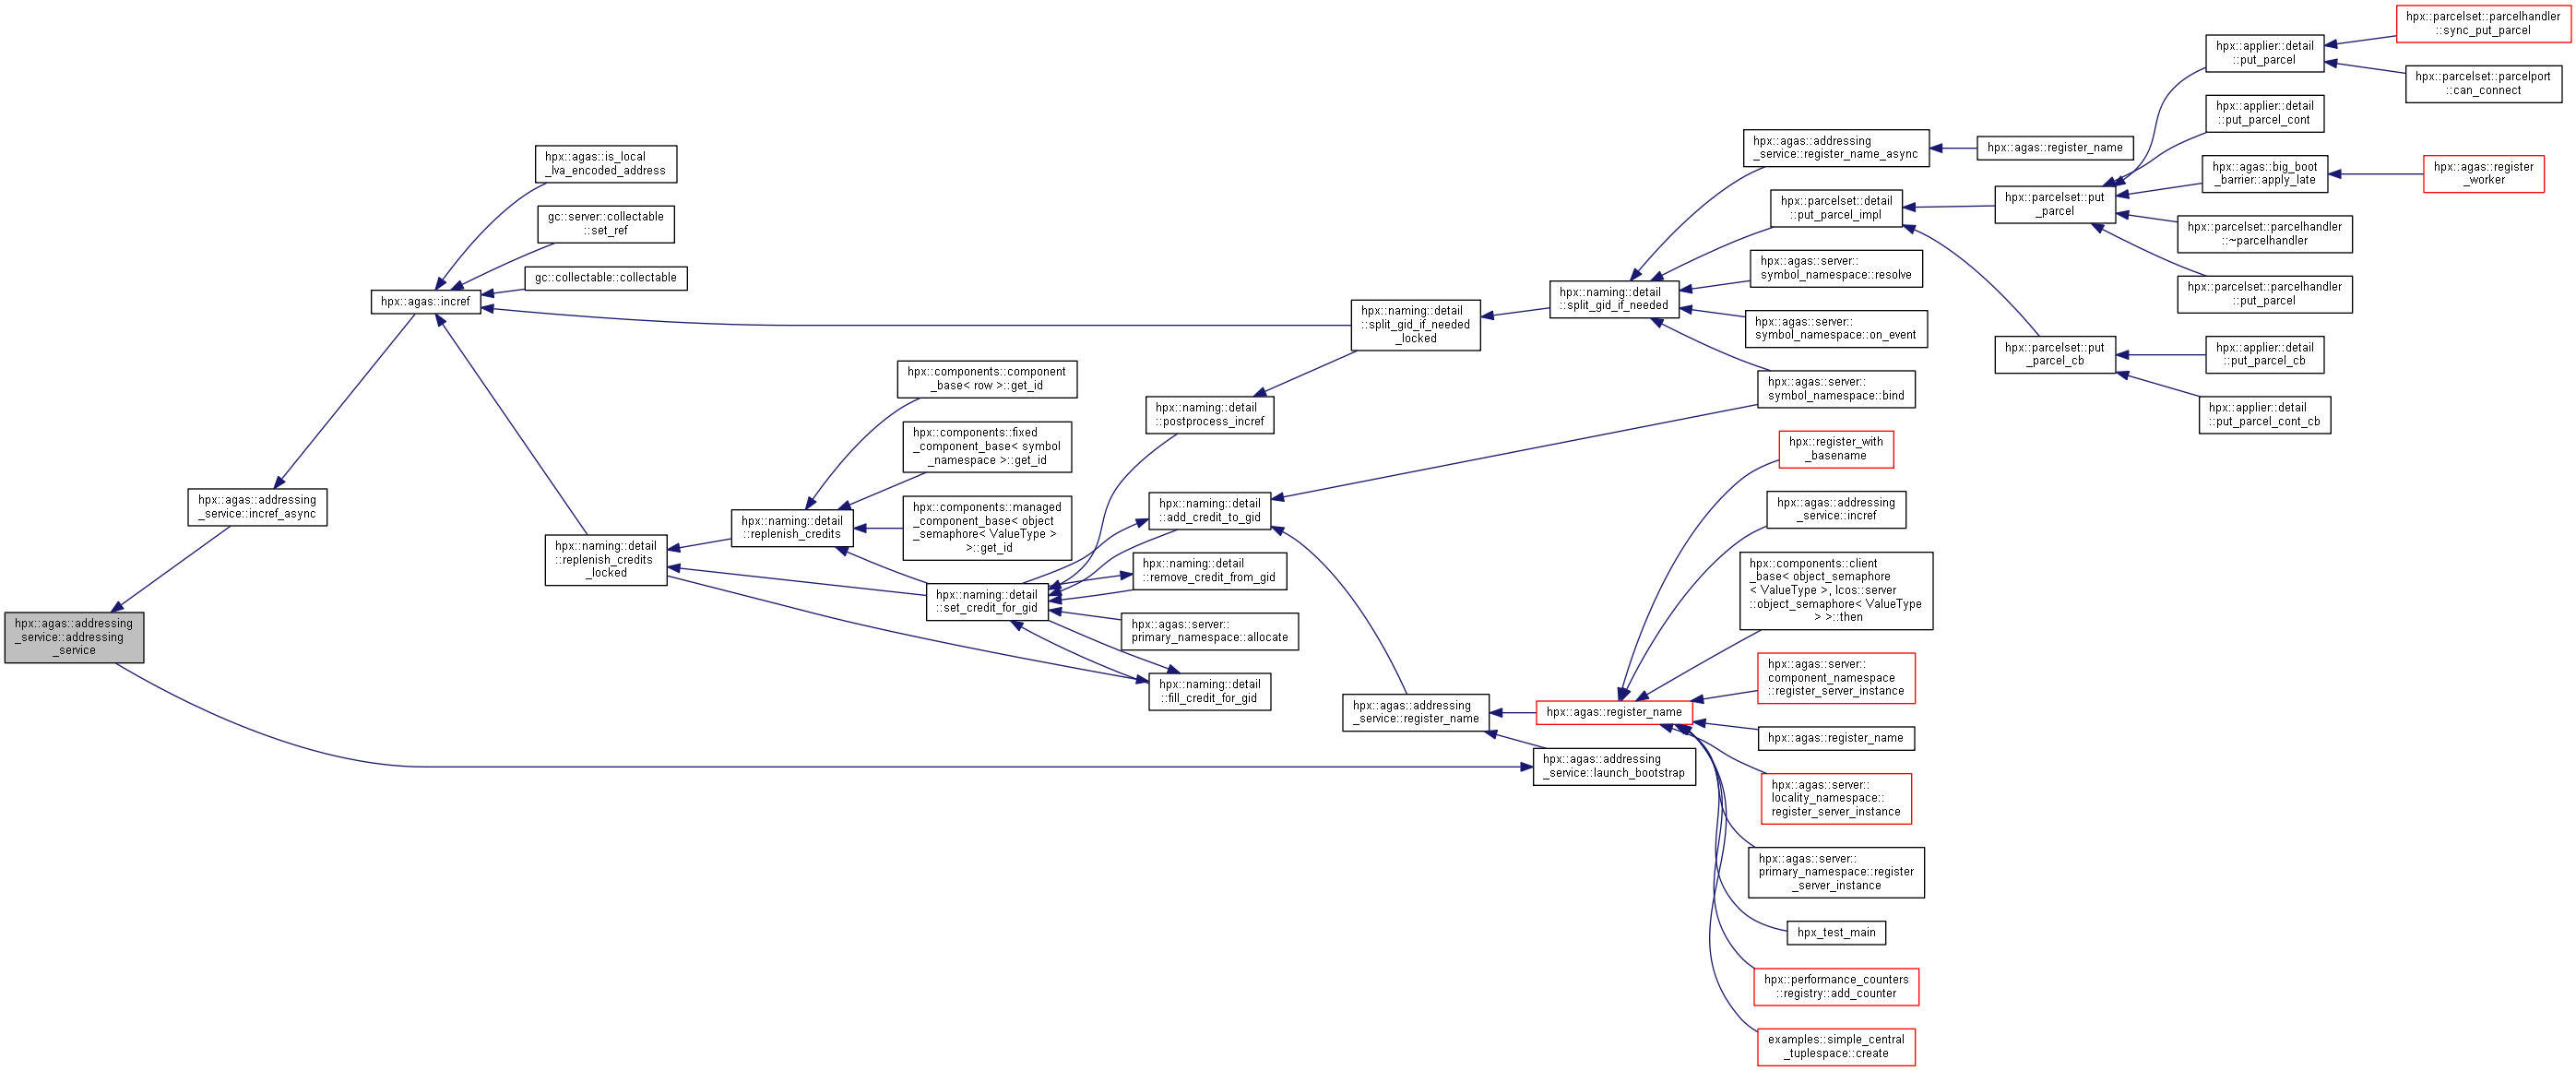 hpx::agas::addressing
_service::addressing
_service
hpx::agas::addressing
_service::incref_async
hpx::agas::incref
hpx::agas::is_local
_lva_encoded_address
gc::server::collectable
::set_ref
gc::collectable::collectable
hpx::naming::detail
::replenish_credits
_locked
hpx::naming::detail
::replenish_credits
hpx::components::component
_base< row >::get_id
hpx::components::fixed
_component_base< symbol
_namespace >::get_id
hpx::components::managed
_component_base< object
_semaphore< ValueType >
>::get_id
hpx::naming::detail
::set_credit_for_gid
hpx::naming::detail
::postprocess_incref
hpx::naming::detail
::add_credit_to_gid
hpx::naming::detail
::remove_credit_from_gid
hpx::agas::server::
primary_namespace::allocate
hpx::naming::detail
::fill_credit_for_gid
hpx::naming::detail
::split_gid_if_needed
_locked
hpx::naming::detail
::split_gid_if_needed
hpx::agas::addressing
_service::register_name_async
hpx::agas::register_name
hpx::parcelset::detail
::put_parcel_impl
hpx::agas::server::
symbol_namespace::resolve
hpx::agas::server::
symbol_namespace::on_event
hpx::agas::server::
symbol_namespace::bind
hpx::parcelset::put
_parcel
hpx::parcelset::put
_parcel_cb
hpx::applier::detail
::put_parcel
hpx::parcelset::parcelhandler
::sync_put_parcel
hpx::parcelset::parcelport
::can_connect
hpx::applier::detail
::put_parcel_cont
hpx::agas::big_boot
_barrier::apply_late
hpx::agas::register
_worker
hpx::parcelset::parcelhandler
::~parcelhandler
hpx::parcelset::parcelhandler
::put_parcel
hpx::applier::detail
::put_parcel_cb
hpx::applier::detail
::put_parcel_cont_cb
hpx::agas::addressing
_service::register_name
hpx::agas::register_name
hpx::agas::addressing
_service::launch_bootstrap
hpx::register_with
_basename
hpx::agas::addressing
_service::incref
hpx::components::client
_base< object_semaphore
< ValueType >, lcos::server
::object_semaphore< ValueType
> >::then
hpx::agas::server::
component_namespace
::register_server_instance
hpx::agas::register_name
hpx::agas::server::
locality_namespace::
register_server_instance
hpx::agas::server::
primary_namespace::register
_server_instance
hpx_test_main
hpx::performance_counters
::registry::add_counter
examples::simple_central
_tuplespace::create